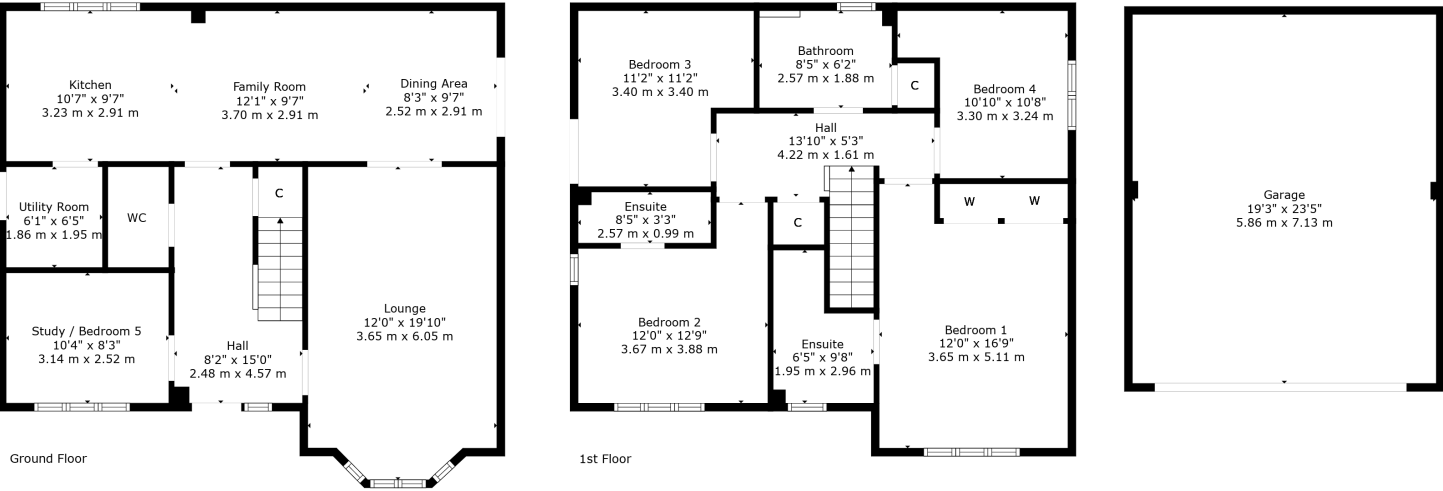 Kitchen
10'7" x 9'7"
3.23 m x 2.91 m
Family Room
12'1" x 9'7"
3.70 m x 2.91 m
Dining Area
8'3" x 9'7"
2.52 m x 2.91 m
Utility Room
6'1" x 6'5"
1.86 m x 1.95 m
WC
C
Study / Bedroom 5
10'4" x 8'3"
3.14 m x 2.52 m
Hall
8'2" x 15'0"
2.48 m x 4.57 m
Lounge
12'0" x 19'10"
3.65 m x 6.05 m
Ground Floor
Bedroom 3
11'2" x 11'2"
3.40 m x 3.40 m
Bathroom
8'5" x 6'2"
2.57 m x 1.88 m
C
Bedroom 4
10'10" x 10'8"
3.30 m x 3.24 m
Hall
13'10" x 5'3"
4.22 m x 1.61 m
Ensuite
8'5" x 3'3"
2.57 m x 0.99 m
C
W
W
Bedroom 2
12'0" x 12'9"
3.67 m x 3.88 m
Ensuite
6'5" x 9'8"
1.95 m x 2.96 m
Bedroom 1
12'0" x 16'9"
3.65 m x 5.11 m
1st Floor
Garage
19'3" x 23'5"
5.86 m x 7.13 m